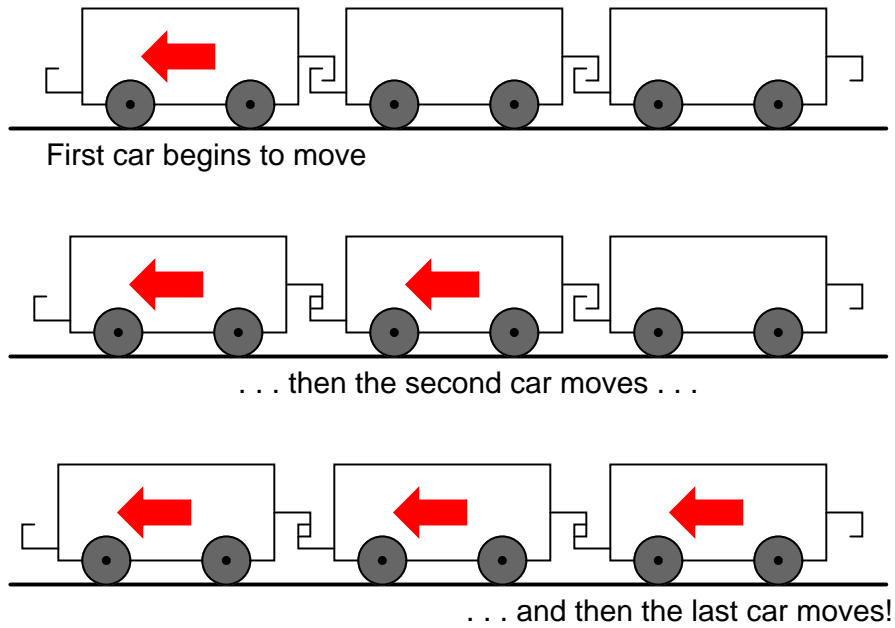 First car begins to move
. . . then the second car moves . . .
. . . and then the last car moves!